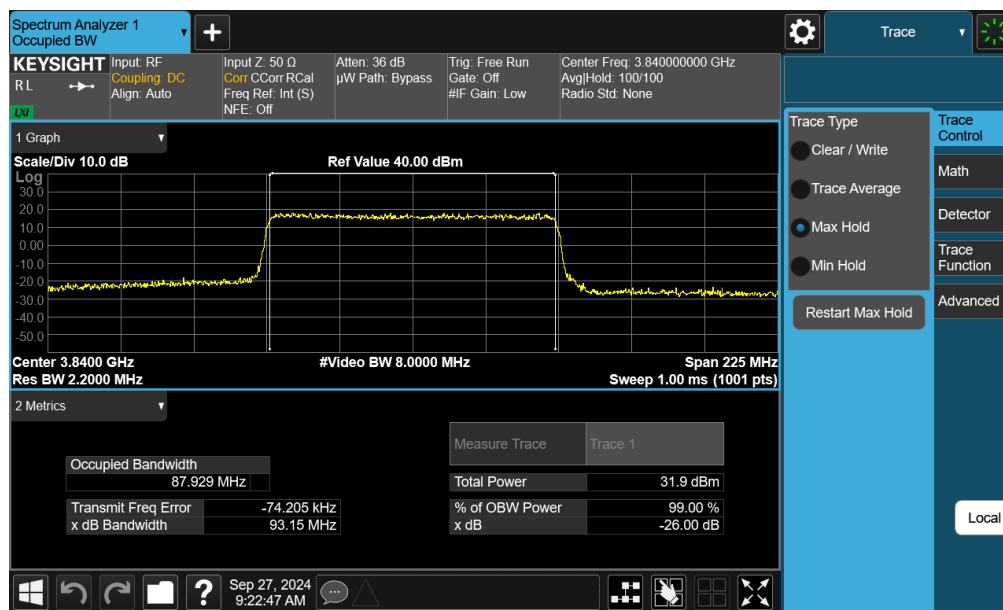 Spectrum Analyzer 1
Occupied BW
+
Trace
KEYSIGHT
R L
LXI
Input: RF
Coupling: DC
Align: Auto
Input Z: 50 Ω
Corr CCorr RCal
Freq Ref: Int (S)
NFE: Off
Atten: 36 dB
µW Path: Bypass
Trig: Free Run
Gate: Off
#IF Gain: Low
Center Freq: 3.840000000 GHz
Avg|Hold: 100/100
Radio Std: None
1 Graph
Scale/Div 10.0 dB
Ref Value 40.00 dBm
Log
30.0
20.0
10.0
0.00
-10.0
-20.0
-30.0
-40.0
-50.0
Center 3.8400 GHz
#Video BW 8.0000 MHz
Span 225 MHz
Res BW 2.2000 MHz
Sweep 1.00 ms (1001 pts)
2 Metrics
Measure Trace
Trace 1
Occupied Bandwidth
87.929 MHz
Total Power
31.9 dBm
Transmit Freq Error
-74.205 kHz
% of OBW Power
99.00 %
x dB Bandwidth
93.15 MHz
x dB
-26.00 dB
Trace Type
Clear / Write
Trace Average
Max Hold
Min Hold
Restart Max Hold
Trace
Control
Math
Detector
Trace
Function
Advanced
Local
?
Sep 27, 2024
9:22:47 AM